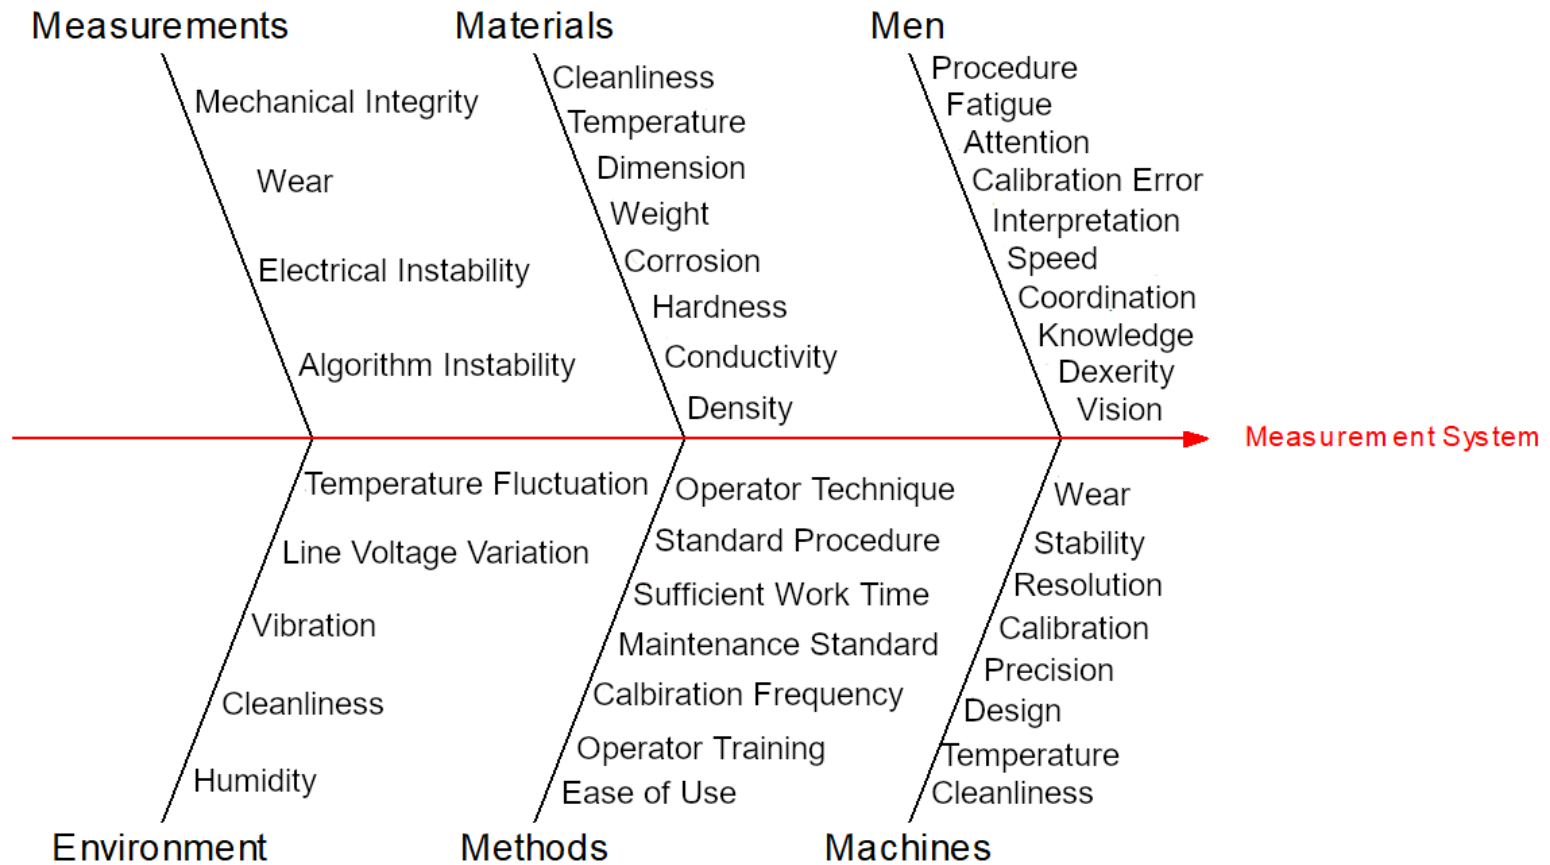 Measurements
Mechanical Integrity
Wear
Electrical Instability
Algorithm Instability
Materials
Cleanliness
Temperature
Dimension
Weight
Corrosion
Hardness
Conductivity
Density
Men
Procedure
Fatigue
Attention
Calibration Error
Interpretation
Speed
Coordination
Knowledge
Dexerity
Vision
Measurement System
Temperature Fluctuation
Line Voltage Variation
Vibration
Cleanliness
Humidity
Environment
Operator Technique
Standard Procedure
Sufficient Work Time
Maintenance Standard
Calbiration Frequency
Operator Training
Ease of Use
Methods
Wear
Stability
Resolution
Calibration
Precision
Design
Temperature
Cleanliness
Machines